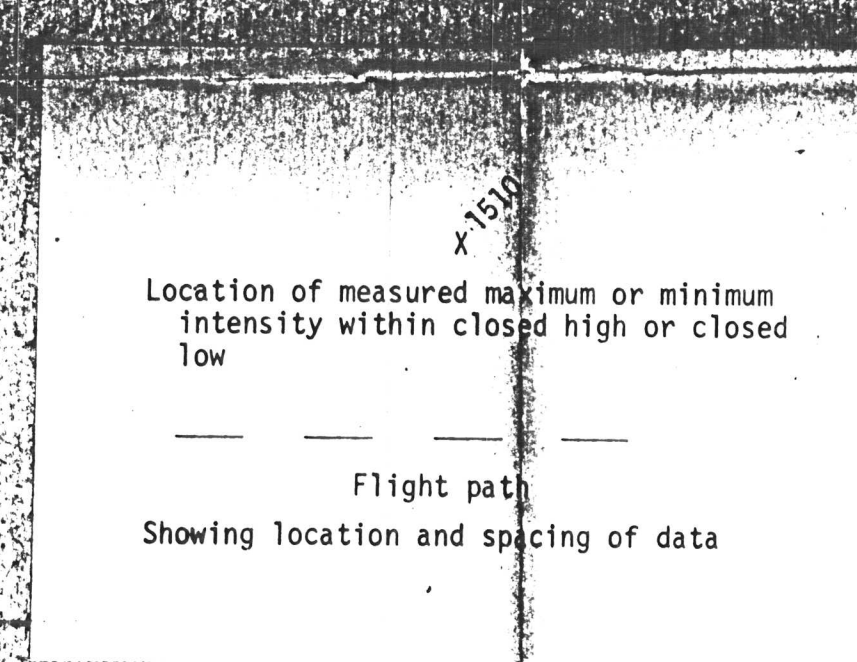 X 1510
Location of measured maximum or minimum
intensity within closed high or closed
low
Flight path
Showing location and spacing of data